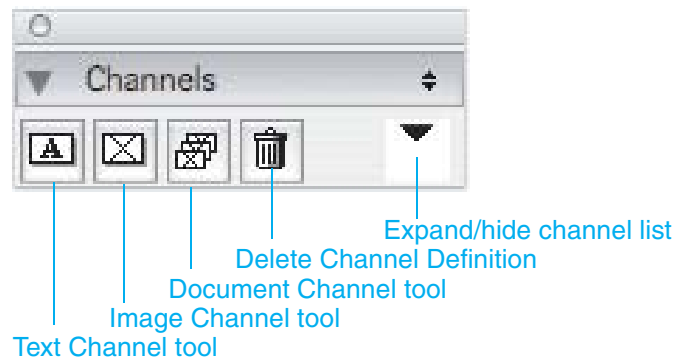 Channels
A
Expand/hide channel list
Delete Channel Definition
Document Channel tool
Image Channel tool
Text Channel tool